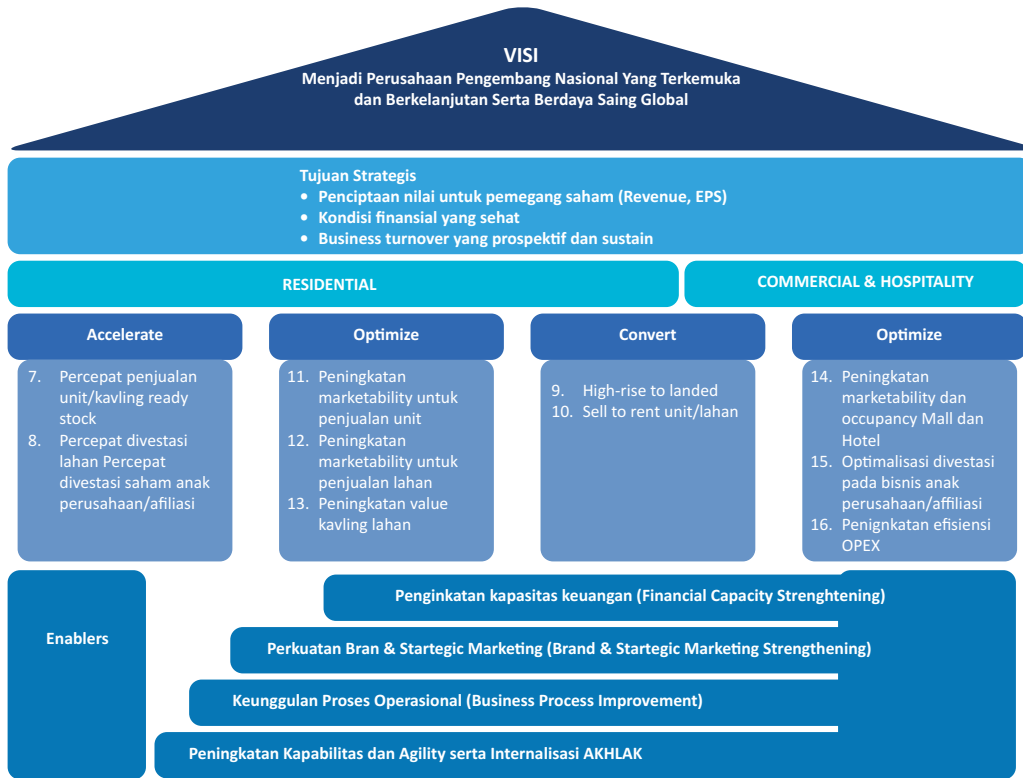 VISI
Menjadi Perusahaan Pengembang Nasional Yang Terkemuka
dan Berkelanjutan Serta Berdaya Saing Global
Tujuan Strategis
• Penciptaan nilai untuk pemegang saham (Revenue, EPS)
• Kondisi finansial yang sehat
• Business turnover yang prospektif dan sustain
RESIDENTIAL
COMMERCIAL & HOSPITALITY
Accelerate
7. Percepat penjualan
unit/kavling ready
stock
8. Percepat divestasi
lahan Percepat
divestasi saham anak
perusahaan/afiliasi
Optimize
11. Peningkatan
marketability untuk
penjualan unit
12. Peningkatan
marketability untuk
penjualan lahan
13. Peningkatan value
kavling lahan
Convert
9. High-rise to landed
10. Sell to rent unit/lahan
Optimize
14. Peningkatan
marketability dan
occupancy Mall dan
Hotel
15. Optimalisasi divestasi
pada bisnis anak
perusahaan/affiliasi
16. Penignkatan efisiensi
OPEX
Enablers
Penginkatan kapasitas keuangan (Financial Capacity Strenghtening)
Perkuatan Bran & Startegic Marketing (Brand & Startegic Marketing Strengthening)
Keunggulan Proses Operasional (Business Process Improvement)
Peningkatan Kapabilitas dan Agility serta Internalisasi AKHLAK